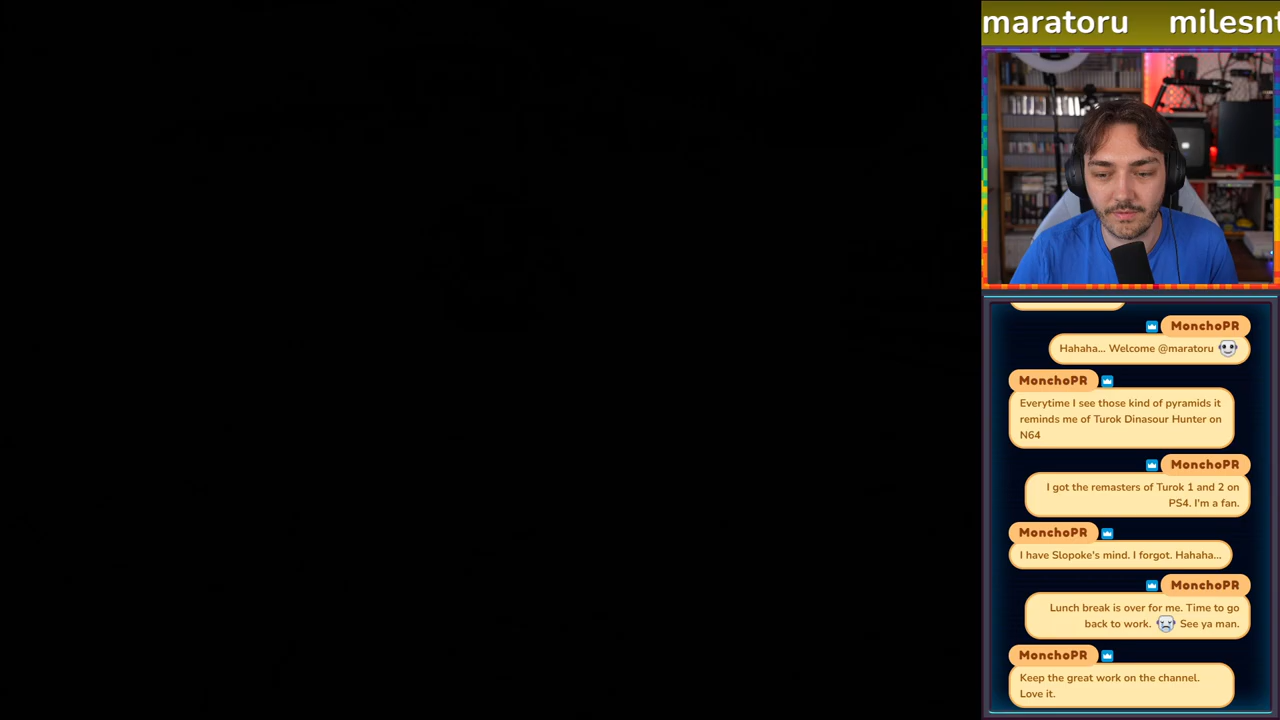 maratoru milesnt
MonchoPR
Hahaha... Welcome @maratoru
MonchoPR
Everytime I see those kind of pyramids it
reminds me of Turok Dinasour Hunter on
N64
MonchoPR
I got the remasters of Turok 1 and 2 on
PS4. I'm a fan.
MonchoPR
I have Slopoke's mind. I forgot. Hahaha...
MonchoPR
Lunch break is over for me. Time to go
back to work. See ya man.
MonchoPR
Keep the great work on the channel.
Love it.